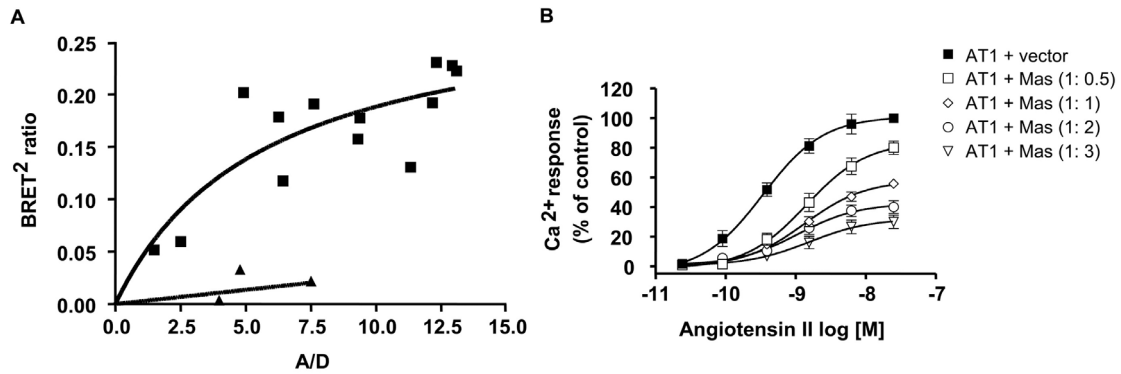 A
BRET² ratio
0.25
0.20
0.15
0.10
0.05
0.00
0.0 2.5 5.0 7.5 10.0 12.5 15.0
A/D
B
Ca²⁺ response
(% of control)
120
100
80
60
40
20
0
-11 -10 -9 -8 -7
Angiotensin II log [M]
AT1 + vector
AT1 + Mas (1: 0.5)
AT1 + Mas (1: 1)
AT1 + Mas (1: 2)
AT1 + Mas (1: 3)